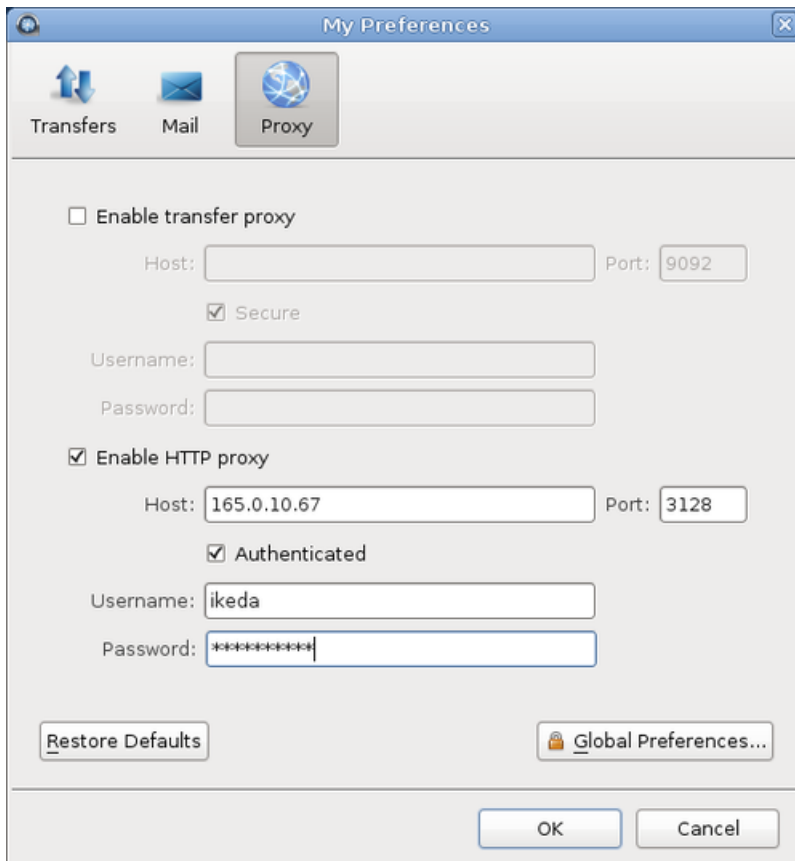 My Preferences
Transfers Mail Proxy
Enable transfer proxy
Host: Port: 9092
Secure
Username:
Password:
Enable HTTP proxy
Host: 165.0.10.67 Port: 3128
Authenticated
Username: ikeda
Password: **********
Restore Defaults Global Preferences...
OK Cancel